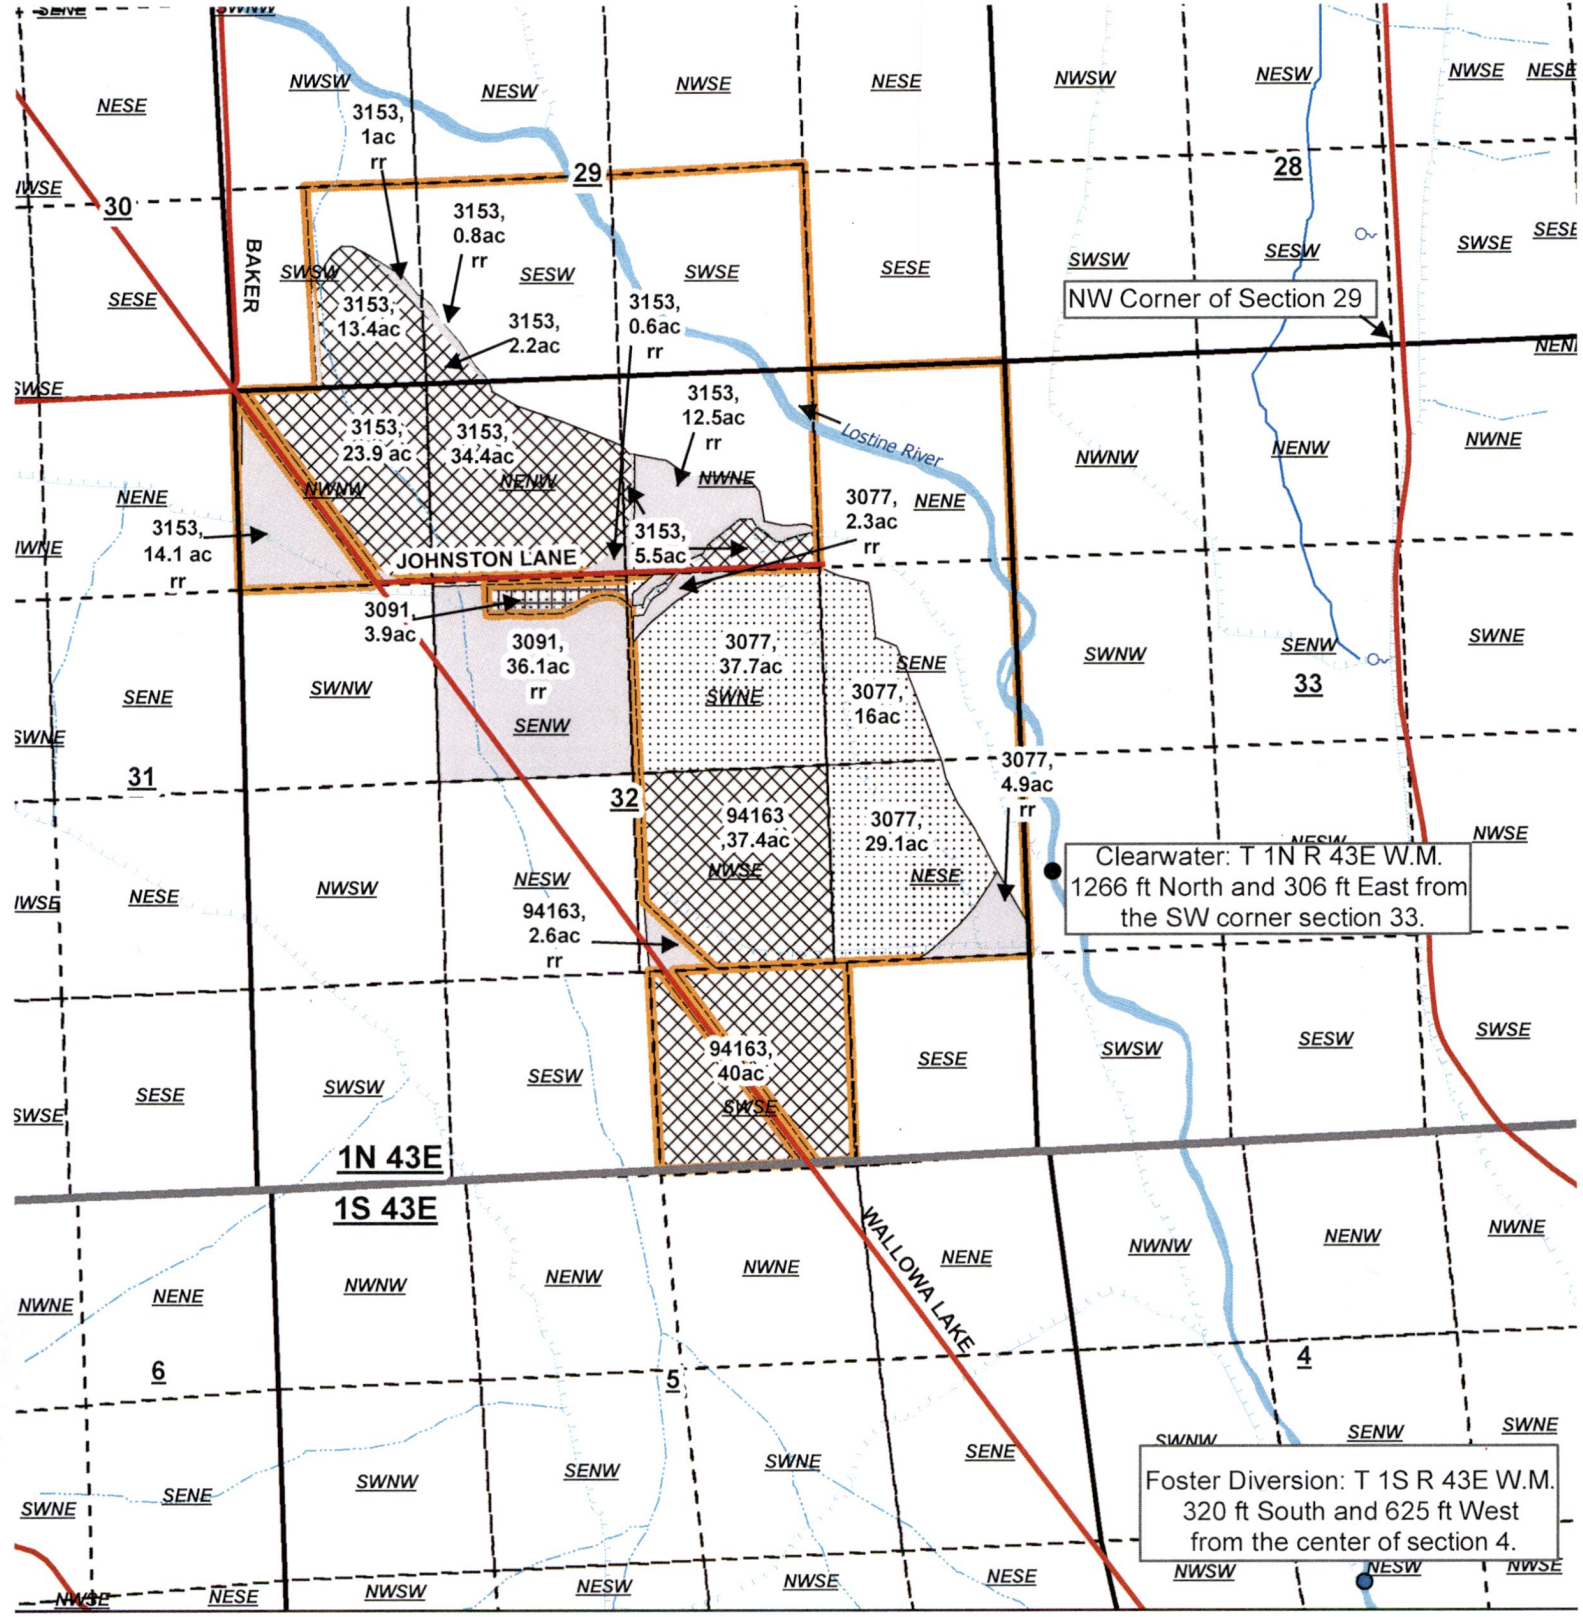 SENE
SWNW
NESE
NWSW
NESW
NWSE
NESE
NWSW
NESW
NWSE
NESE
3153,
1ac
rr
29
28
NWSE
30
3153,
0.8ac
rr
BAKER
SESE
SWSW
SESW
SWSE
SESE
SWSW
SESW
SWSE
SESE
3153,
13.4ac
3153,
2.2ac
3153,
0.6ac
rr
NW Corner of Section 29
SWSE
3153,
12.5ac
rr
Lostine River
3153,
23.9 ac
3153,
34.4ac
NENE
NWNW
NENW
NWNE
NENE
NWNW
NENW
NWNE
3153,
14.1 ac
rr
3153,
5.5ac
3077,
2.3ac
rr
JOHNSTON LANE
3091,
3.9ac
3091,
36.1ac
rr
3077,
37.7ac
3077,
16ac
SENE
SWNW
SENW
SWNE
SENE
SWNW
SENW
SWNE
33
SWNE
31
32
3077,
4.9ac
rr
94163
,37.4ac
3077,
29.1ac
NWSE
NESE
NWSW
NESW
NWSE
NESE
NESW
NWSE
Clearwater: T 1N R 43E W.M.
1266 ft North and 306 ft East from
the SW corner section 33.
94163,
2.6ac
rr
94163,
40ac
SWSE
SESE
SWSW
SESW
SWSE
SESE
SWSW
SESW
SWSE
1N 43E
1S 43E
WALLOWA LAKE
NWNE
NENE
NWNW
NENW
NWNE
NENE
NWNW
NENW
NWNE
6
5
4
SWNE
SENE
SWNW
SENW
SWNE
SENE
SWNW
SENW
SWNE
Foster Diversion: T 1S R 43E W.M.
320 ft South and 625 ft West
from the center of section 4.
NWSE
NESE
NWSW
NESW
NWSE
NESE
NWSW
NESW
NWSE